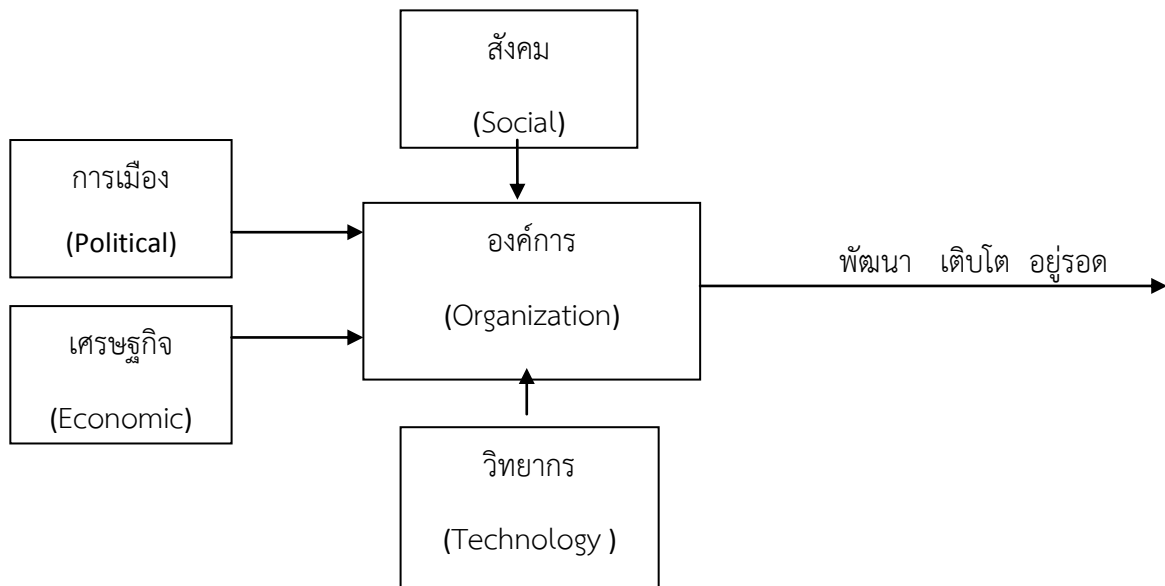 สังคม
(Social)
การเมือง
(Political)
องค์การ
(Organization)
พัฒนา เติบโต อยู่รอด
เศรษฐกิจ
(Economic)
วิทยากร
(Technology )